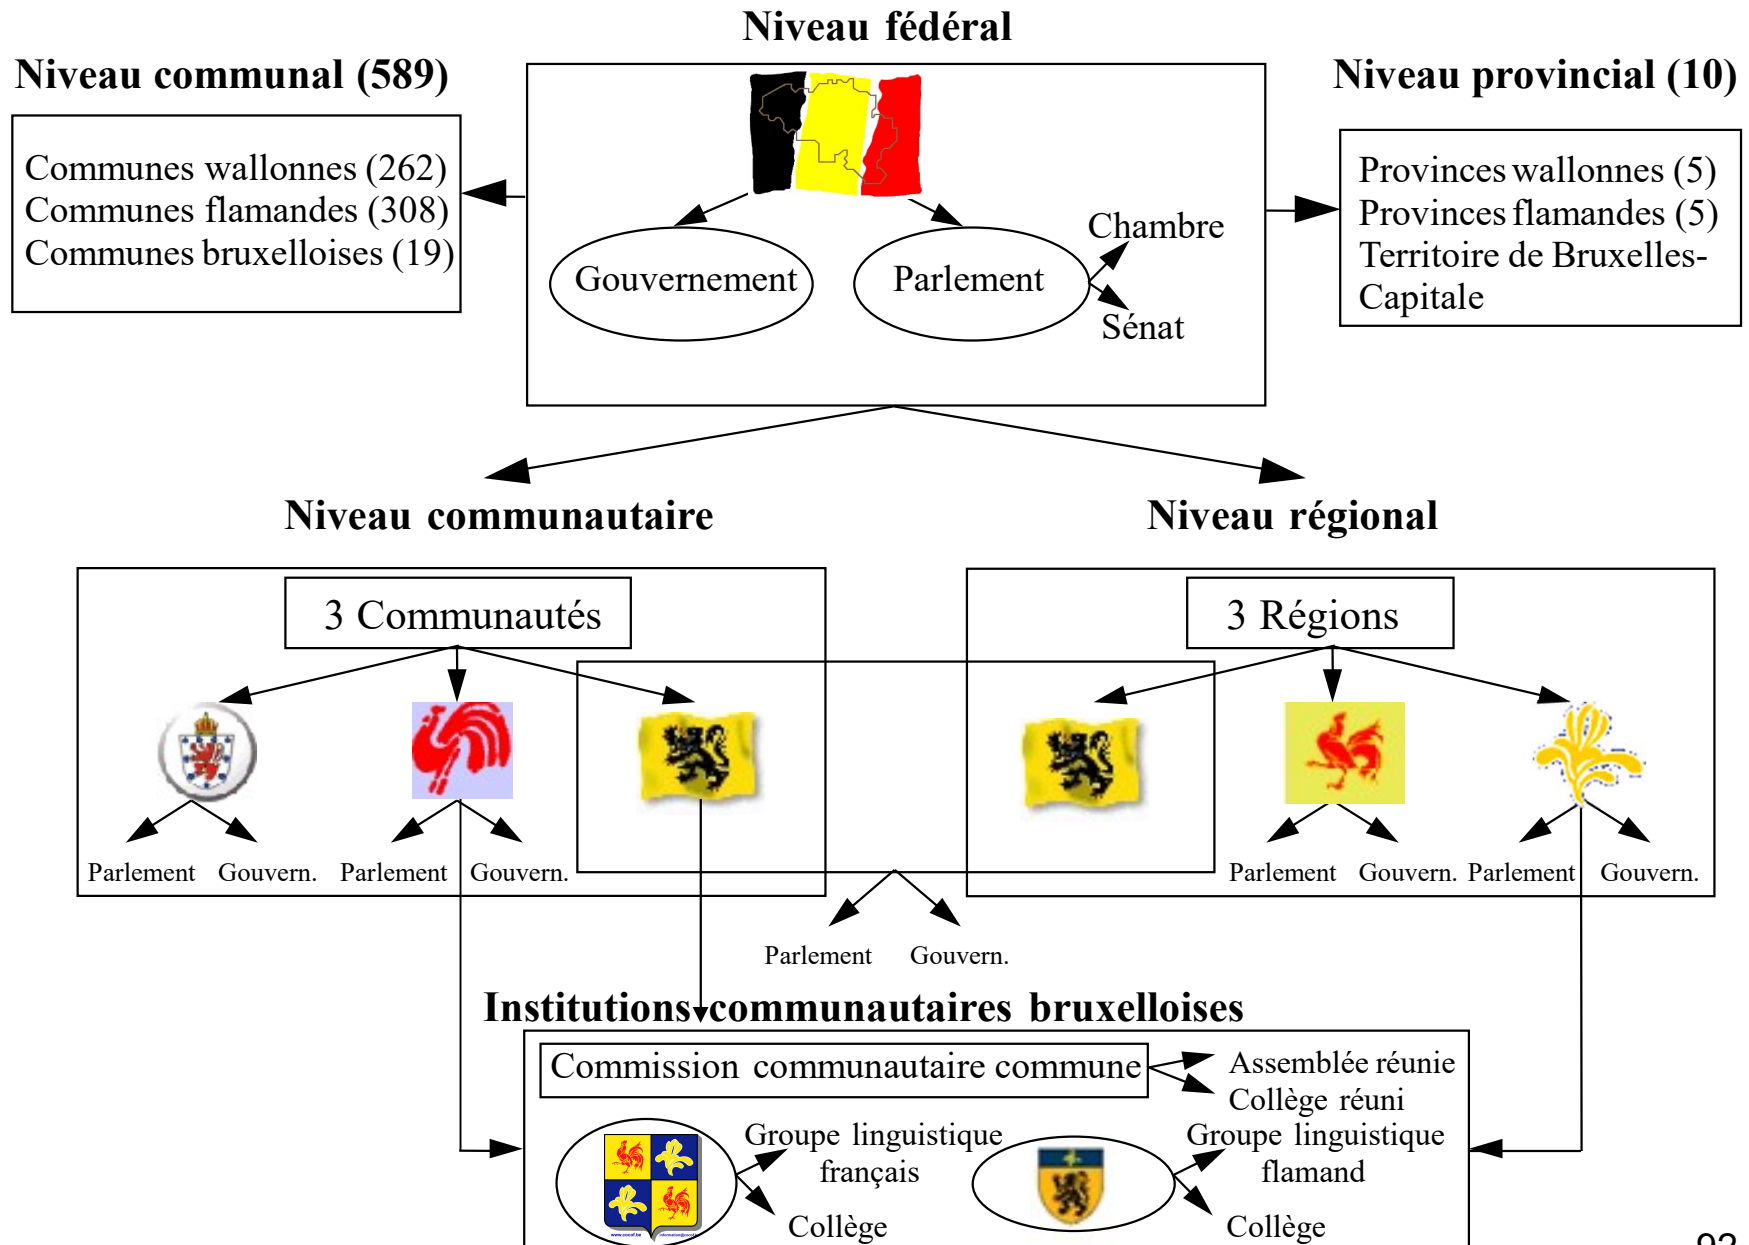 Niveau fédéral
Niveau communal (589)
Niveau provincial (10)
Communes wallonnes (262)
Communes flamandes (308)
Communes bruxelloises (19)
Provinces wallonnes (5)
Provinces flamandes (5)
Territoire de Bruxelles-
Capitale
Gouvernement
Parlement
Chambre
Sénat
Niveau communautaire
Niveau régional
3 Communautés
3 Régions
Parlement Gouvern. Parlement Gouvern.
Parlement Gouvern. Parlement Gouvern.
Parlement Gouvern.
Institutions communautaires bruxelloises
Commission communautaire commune
Assemblée réunie
Collège réuni
Groupe linguistique
français
Collège
Groupe linguistique
flamand
Collège
www.cocof.be